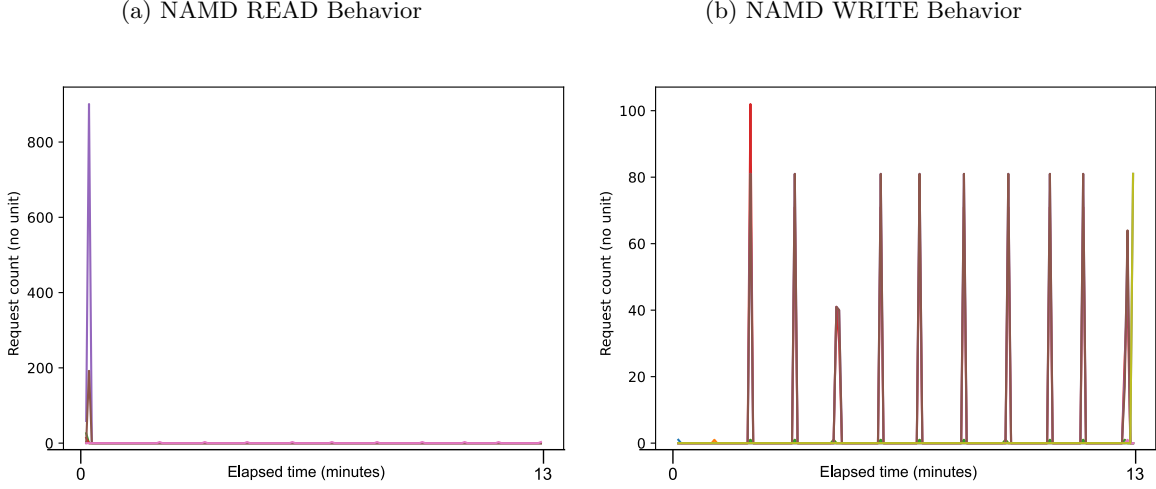 (a) NAMD READ Behavior
(b) NAMD WRITE Behavior
Request count (no unit)
800
600
400
200
0
0
Elapsed time (minutes)
13
Request count (no unit)
100
80
60
40
20
0
0
Elapsed time (minutes)
13